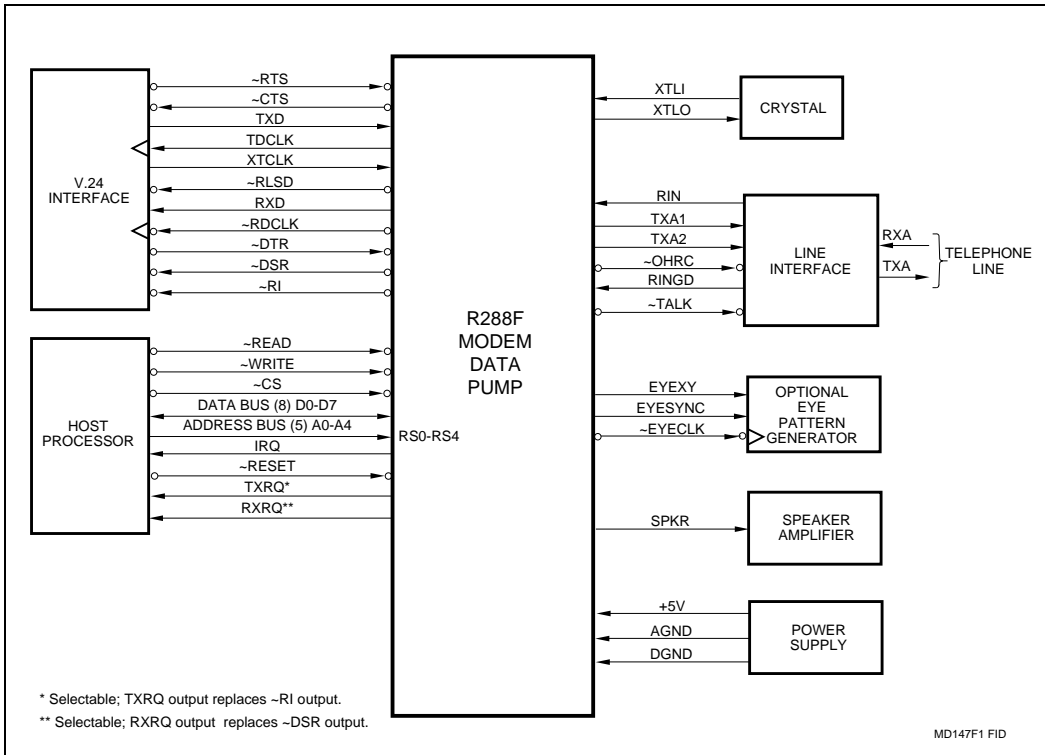 ~RTS
~CTS
TXD
TDCLK
XTCLK
~RLSD
RXD
~RDCLK
~DTR
~DSR
~RI
V.24
INTERFACE
~READ
~WRITE
~CS
DATA BUS (8) D0-D7
ADDRESS BUS (5) A0-A4
IRQ
~RESET
TXRQ*
RXRQ**
HOST
PROCESSOR
RS0-RS4
R288F
MODEM
DATA
PUMP
XTLI
XTLO
CRYSTAL
RIN
TXA1
TXA2
~OHRC
RINGD
~TALK
LINE
INTERFACE
RXA
TXA
TELEPHONE
LINE
EYEXY
EYESYNC
~EYECLK
OPTIONAL
EYE
PATTERN
GENERATOR
SPKR
SPEAKER
AMPLIFIER
+5V
AGND
DGND
POWER
SUPPLY
* Selectable; TXRQ output replaces ~RI output.
** Selectable; RXRQ output replaces ~DSR output.
MD147F1 FID